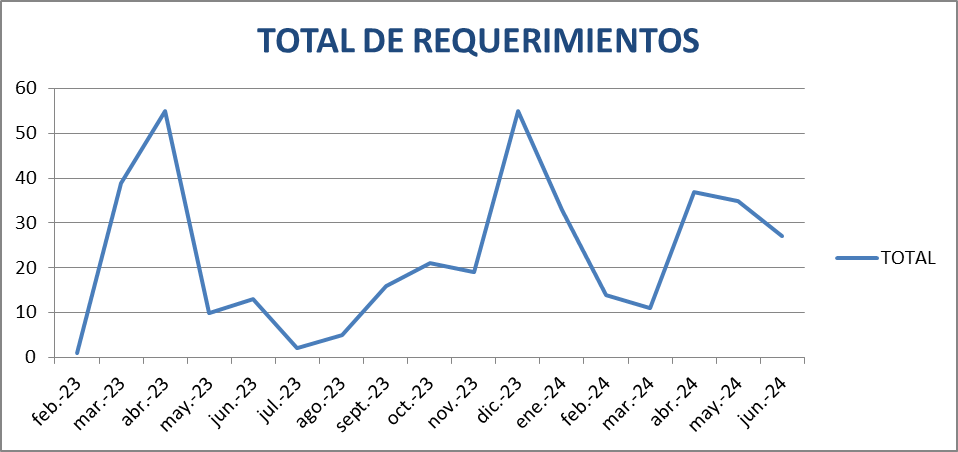 TOTAL DE REQUERIMIENTOS
60
50
40
30
20
10
0
TOTAL
feb.-23
mar.-23
abr.-23
may.-23
jun.-23
jul.-23
ago.-23
sept.-23
oct.-23
nov.-23
dic.-23
ene.-24
feb.-24
mar.-24
abr.-24
may.-24
jun.-24